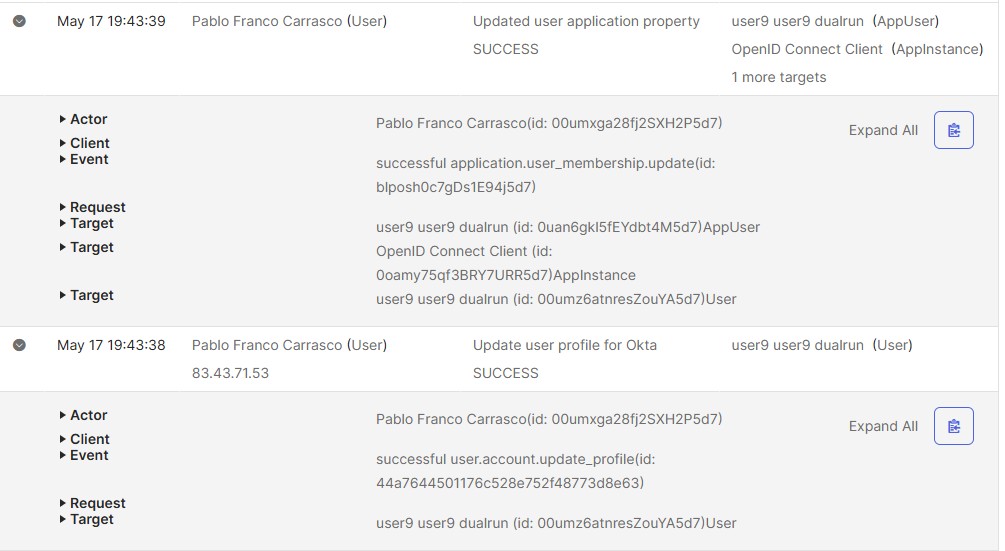 May 17 19:43:39 Pablo Franco Carrasco (User) Updated user application property user9 user9 dualrun (AppUser)
SUCCESS OpenID Connect Client (AppInstance)
1 more targets
Actor Pablo Franco Carrasco(id: 00umxga28fj2SXH2P5d7) Expand All
Client
Event successful application.user_membership.update(id:
blposh0c7gDs1E94j5d7)
Request
Target user9 user9 dualrun (id: 0uan6gkl5fEYdbt4M5d7)AppUser
Target OpenID Connect Client (id:
0oamy75qf3BRY7URR5d7)AppInstance
Target user9 user9 dualrun (id: 00umz6atnresZouYA5d7)User
May 17 19:43:38 Pablo Franco Carrasco (User) Update user profile for Okta user9 user9 dualrun (User)
83.43.71.53 SUCCESS
Actor Pablo Franco Carrasco(id: 00umxga28fj2SXH2P5d7) Expand All
Client
Event successful user.account.update_profile(id:
44a7644501176c528e752f48773d8e63)
Request
Target user9 user9 dualrun (id: 00umz6atnresZouYA5d7)User